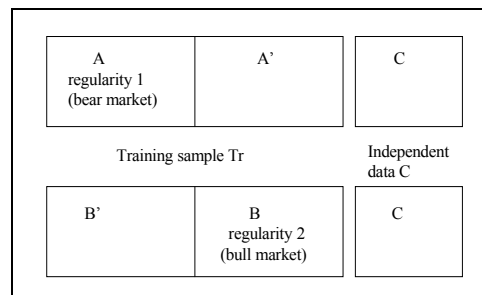 A
regularity 1
(bear market)
A’
C
Training sample Tr
Independent
data C
B’
B
regularity 2
(bull market)
C